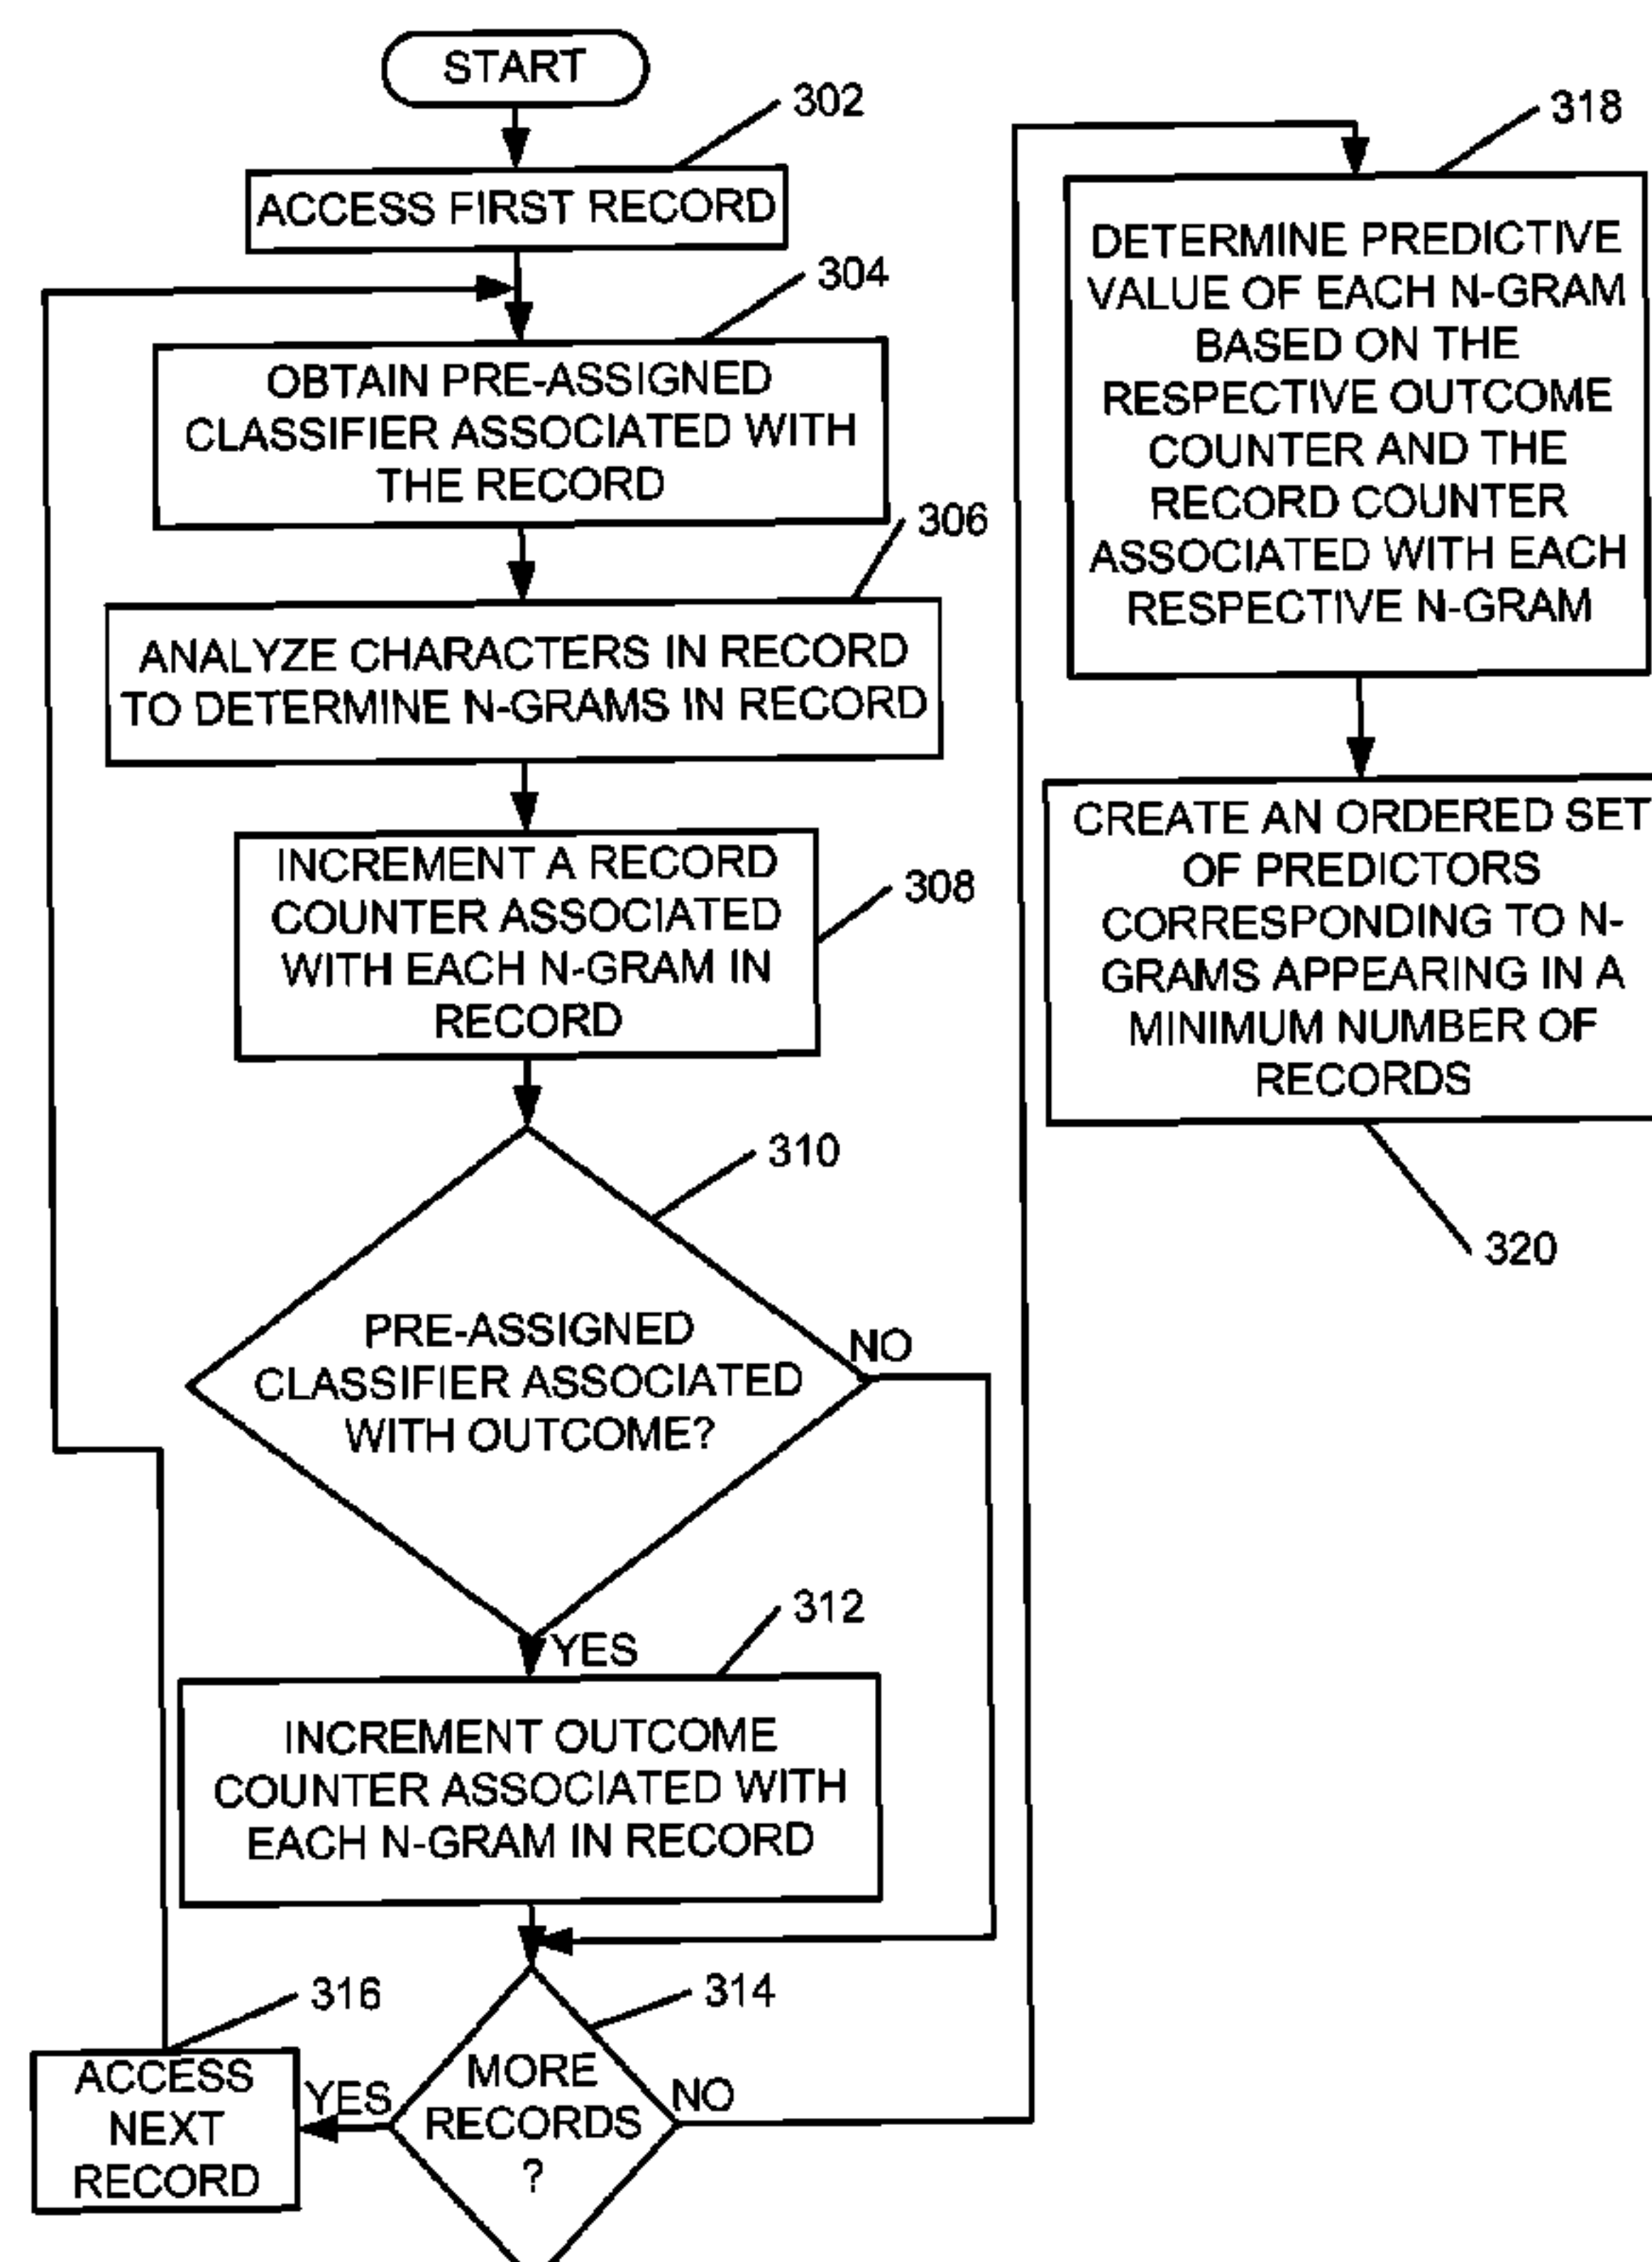 START
302
ACCESS FIRST RECORD
304
OBTAIN PRE-ASSIGNED
CLASSIFIER ASSOCIATED WITH
THE RECORD
306
ANALYZE CHARACTERS IN RECORD
TO DETERMINE N-GRAMS IN RECORD
308
INCREMENT A RECORD
COUNTER ASSOCIATED
WITH EACH N-GRAM IN
RECORD
310
PRE-ASSIGNED
CLASSIFIER ASSOCIATED
WITH OUTCOME?
NO
YES
312
INCREMENT OUTCOME
COUNTER ASSOCIATED WITH
EACH N-GRAM IN RECORD
314
MORE
RECORDS
?
YES
NO
316
ACCESS
NEXT
RECORD
318
DETERMINE PREDICTIVE
VALUE OF EACH N-GRAM
BASED ON THE
RESPECTIVE OUTCOME
COUNTER AND THE
RECORD COUNTER
ASSOCIATED WITH EACH
RESPECTIVE N-GRAM
CREATE AN ORDERED SET
OF PREDICTORS
CORRESPONDING TO N-
GRAMS APPEARING IN A
MINIMUM NUMBER OF
RECORDS
320